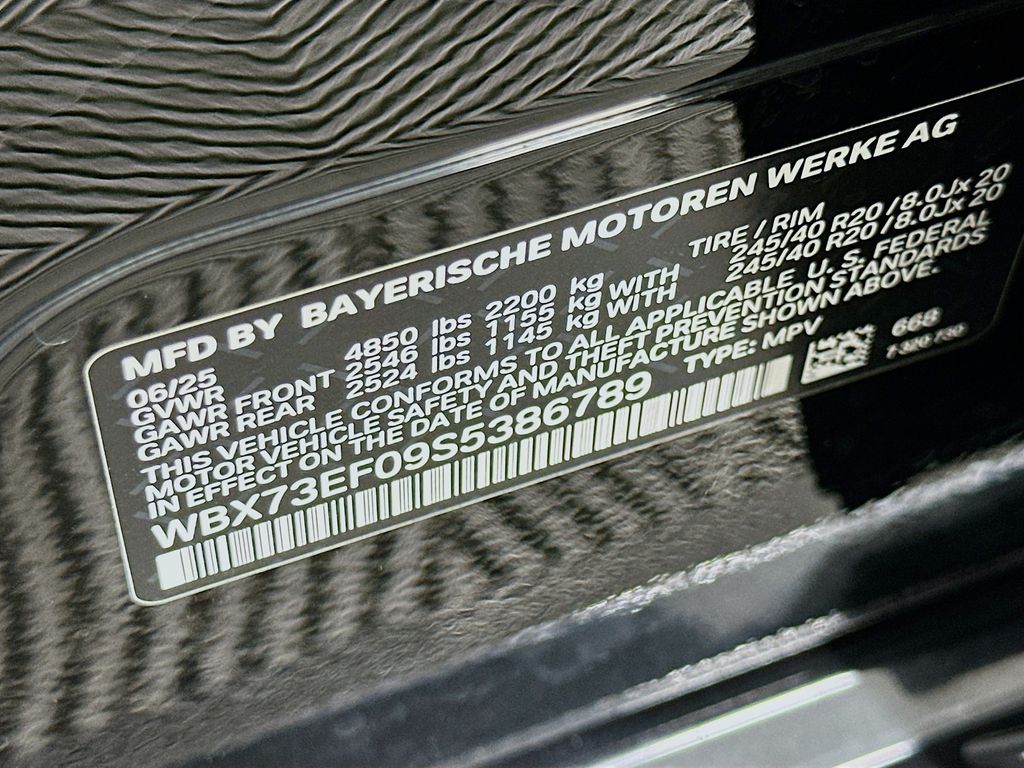 MFD BY BAYERISCHE MOTOREN WERKE AG
06/25 TIRE / RIM
GVWR 4850 lbs 2200 kg
GAWR FRONT 2546 lbs 1155 kg WITH 245/40 R20 / 8.0Jx 20
GAWR REAR 2524 lbs 1145 kg WITH 245/40 R20 / 8.0Jx 20
THIS VEHICLE CONFORMS TO ALL APPLICABLE U. S. FEDERAL
MOTOR VEHICLE SAFETY AND THEFT PREVENTION STANDARDS
IN EFFECT ON THE DATE OF MANUFACTURE SHOWN ABOVE.
WBX73EF09S5386789 TYPE: MPV
668